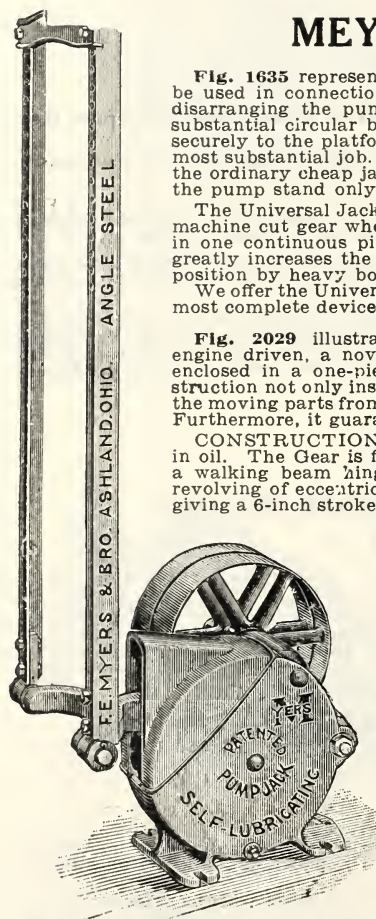 MEY
Fig. 1635 represen
be used in connectio
disarranging the pun
substantial circular b
securely to the platfo
most substantial job.
the ordinary cheap ja
the pump stand only
The Universal Jack
machine cut gear whe
in one continuous pi
greatly increases the
position by heavy bo
We offer the Univer
most complete device
Fig. 2029 illustra
engine driven, a nov
enclosed in a one-pie
struction not only ins
the moving parts from
Furthermore, it guara
CONSTRUCTION
in oil. The Gear is f
a walking beam hing
revolving of eccentric
giving a 6-inch stroke
F.E.MYERS & BRO. ASHLAND.OHIO. ANGLE STEEL
MYERS
PATENTED
PUMP JACK
SELF-LUBRICATING